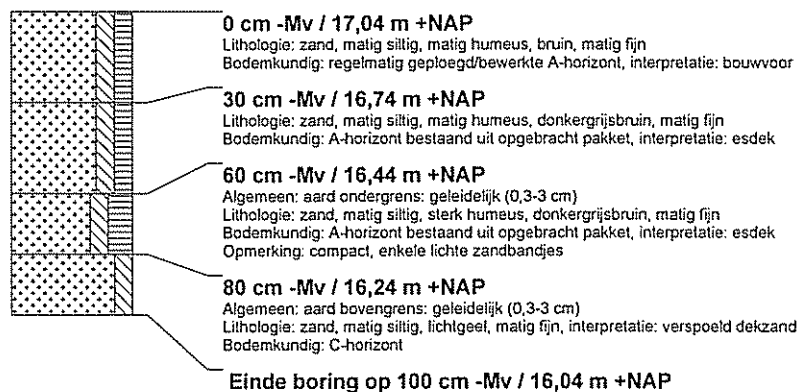 0 cm -Mv / 17,04 m +NAP
Lithologie: zand, matig siltig, matig humeus, bruin, matig fijn
Bodemkundig: regelmatig geploegd/bewerkte A-horizont, interpretatie: bouwvoor
30 cm -Mv / 16,74 m +NAP
Lithologie: zand, matig siltig, matig humeus, donkergrijsbruin, matig fijn
Bodemkundig: A-horizont bestaand uit opgebracht pakket, interpretatie: esdek
60 cm -Mv / 16,44 m +NAP
Algemeen: aard ondergrens: geleidelijk (0,3-3 cm)
Lithologie: zand, matig siltig, sterk humeus, donkergrijsbruin, matig fijn
Bodemkundig: A-horizont bestaand uit opgebracht pakket, interpretatie: esdek
Opmerking: compact, enkele lichte zandbandjes
80 cm -Mv / 16,24 m +NAP
Algemeen: aard bovengrens: geleidelijk (0,3-3 cm)
Lithologie: zand, matig siltig, lichtgeel, matig fijn, interpretatie: verspoeld dekzand
Bodemkundig: C-horizont
Einde boring op 100 cm -Mv / 16,04 m +NAP